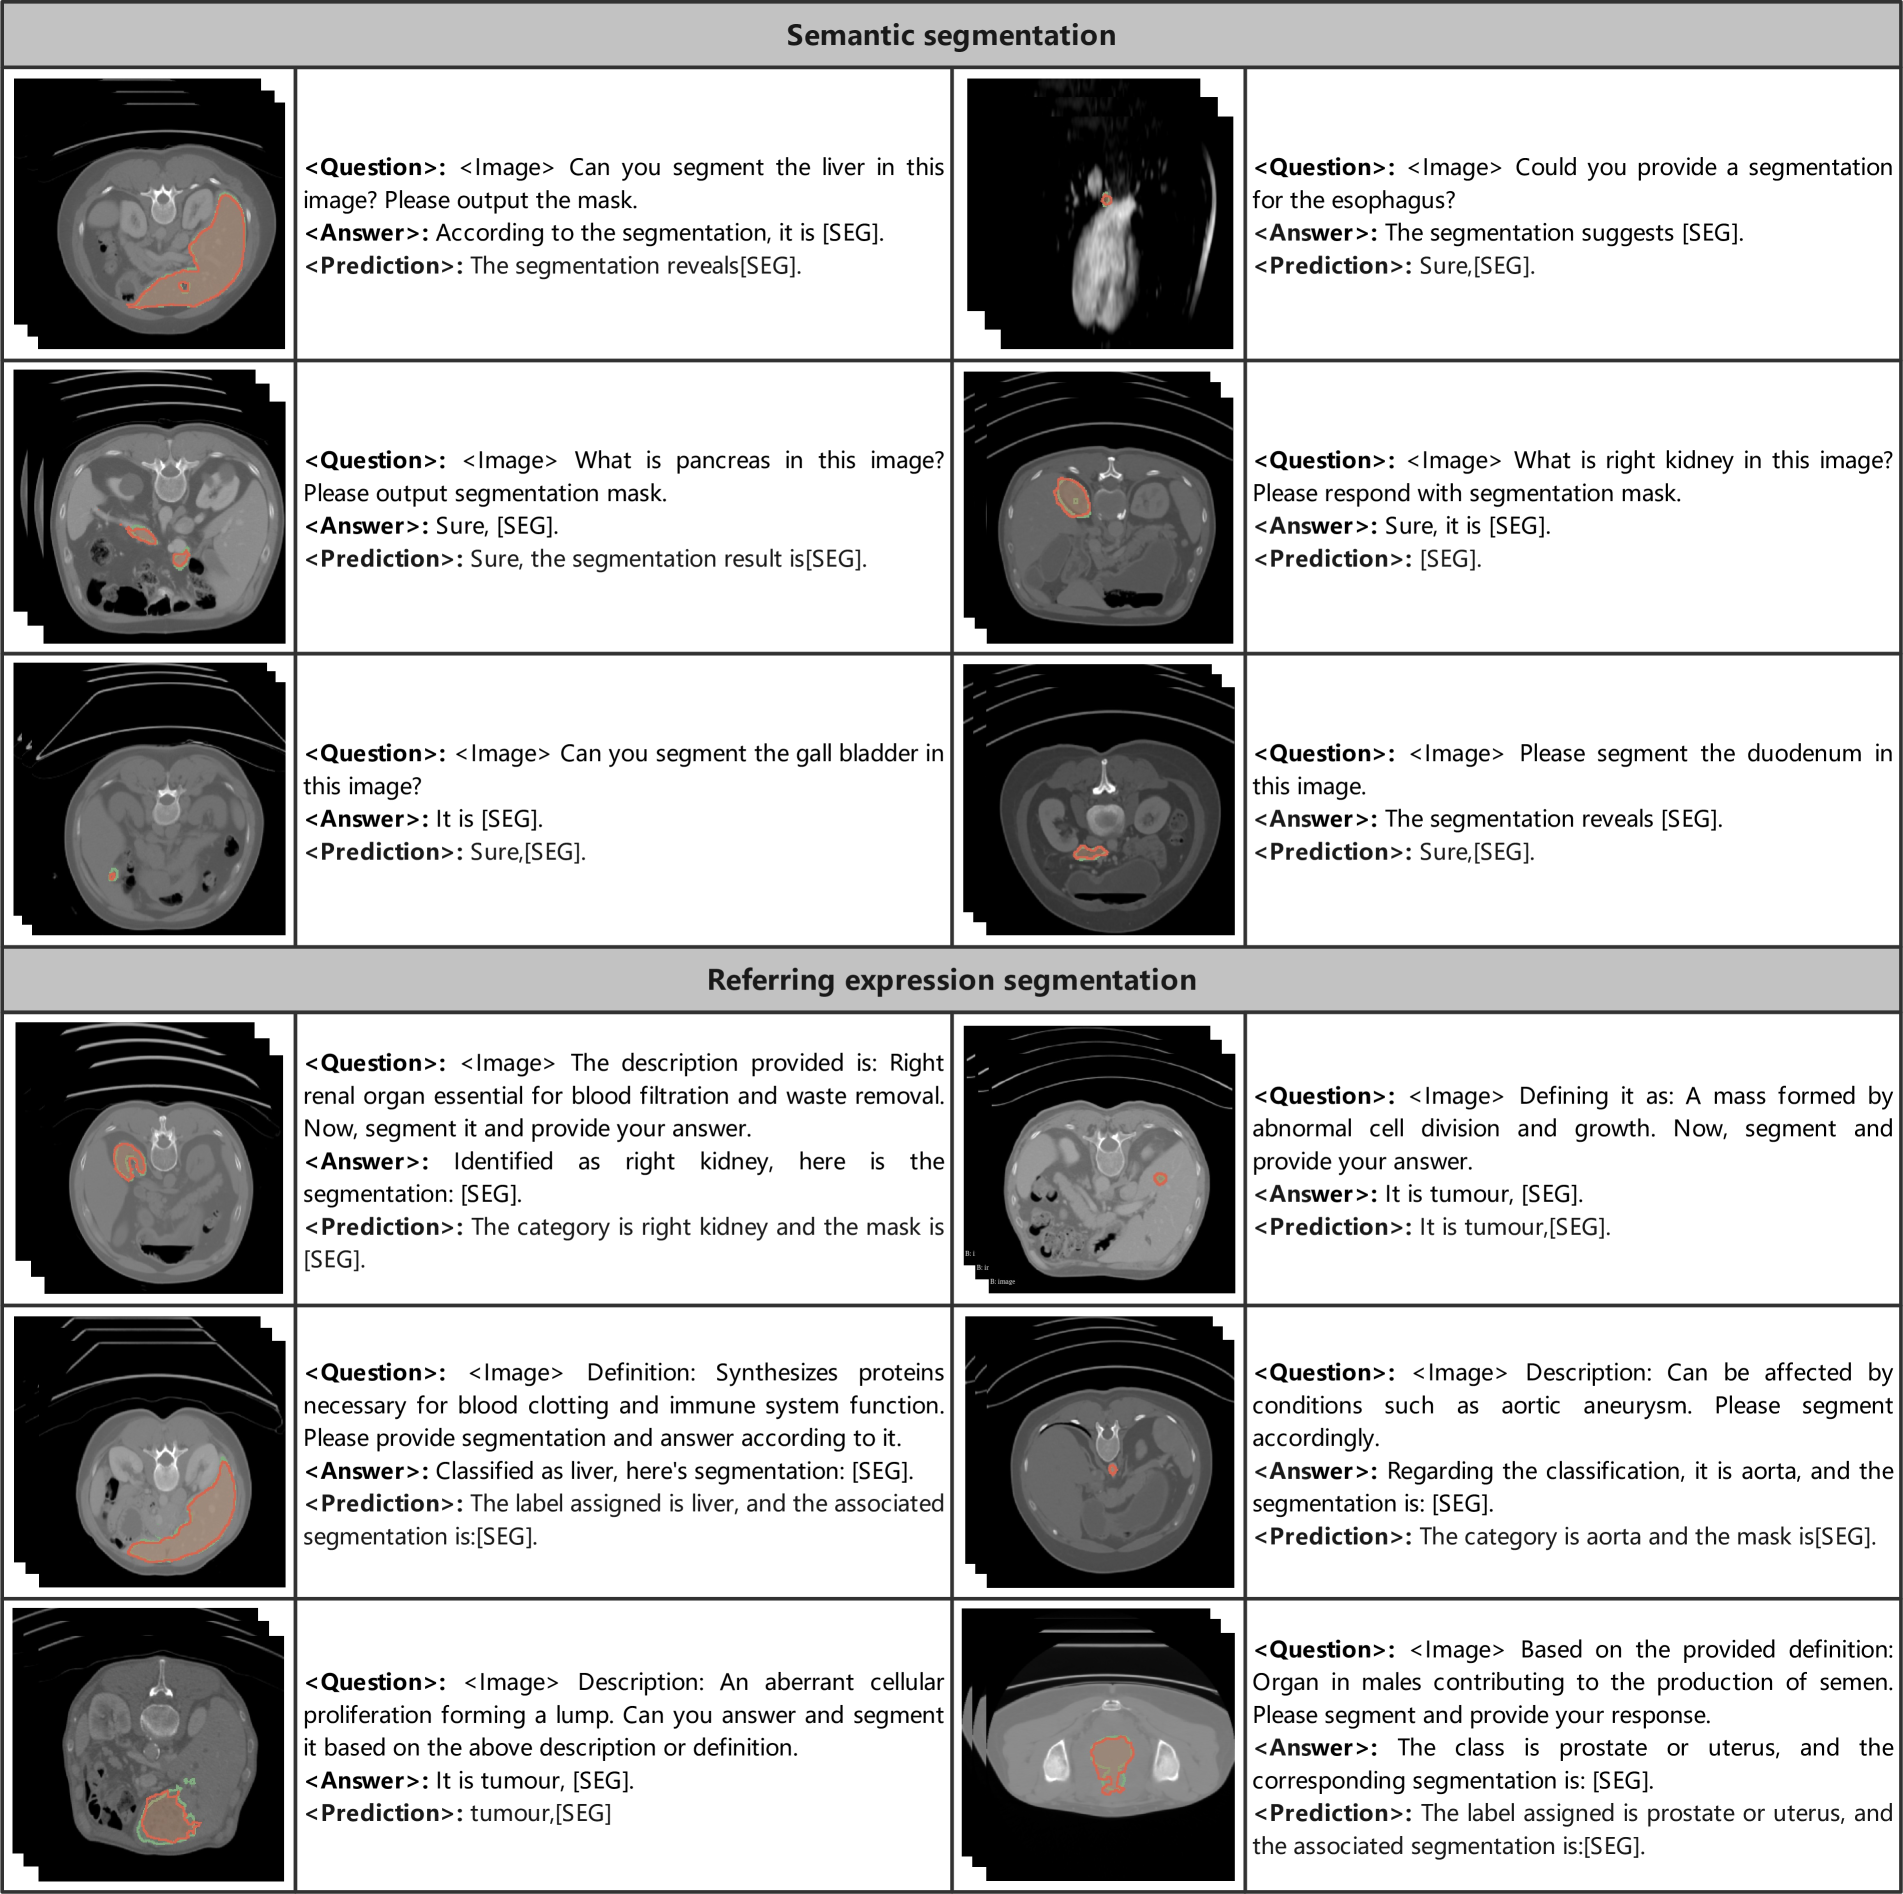 Semantic segmentation
<Question>: <Image> Can you segment the liver in this
image? Please output the mask.
<Answer>: According to the segmentation, it is [SEG].
<Prediction>: The segmentation reveals[SEG].
<Question>: <Image> Could you provide a segmentation
for the esophagus?
<Answer>: The segmentation suggests [SEG].
<Prediction>: Sure,[SEG].
<Question>: <Image> What is pancreas in this image?
Please output segmentation mask.
<Answer>: Sure, [SEG].
<Prediction>: Sure, the segmentation result is[SEG].
<Question>: <Image> What is right kidney in this image?
Please respond with segmentation mask.
<Answer>: Sure, it is [SEG].
<Prediction>: [SEG].
<Question>: <Image> Can you segment the gall bladder in
this image?
<Answer>: It is [SEG].
<Prediction>: Sure,[SEG].
<Question>: <Image> Please segment the duodenum in
this image.
<Answer>: The segmentation reveals [SEG].
<Prediction>: Sure,[SEG].
Referring expression segmentation
<Question>: <Image> The description provided is: Right
renal organ essential for blood filtration and waste removal.
Now, segment it and provide your answer.
<Answer>: Identified as right kidney, here is the
segmentation: [SEG].
<Prediction>: The category is right kidney and the mask is
[SEG].
B: i
B: ir
B: image
<Question>: <Image> Defining it as: A mass formed by
abnormal cell division and growth. Now, segment and
provide your answer.
<Answer>: It is tumour, [SEG].
<Prediction>: It is tumour,[SEG].
<Question>: <Image> Definition: Synthesizes proteins
necessary for blood clotting and immune system function.
Please provide segmentation and answer according to it.
<Answer>: Classified as liver, here's segmentation: [SEG].
<Prediction>: The label assigned is liver, and the associated
segmentation is:[SEG].
<Question>: <Image> Description: Can be affected by
conditions such as aortic aneurysm. Please segment
accordingly.
<Answer>: Regarding the classification, it is aorta, and the
segmentation is: [SEG].
<Prediction>: The category is aorta and the mask is[SEG].
<Question>: <Image> Description: An aberrant cellular
proliferation forming a lump. Can you answer and segment
it based on the above description or definition.
<Answer>: It is tumour, [SEG].
<Prediction>: tumour,[SEG]
<Question>: <Image> Based on the provided definition:
Organ in males contributing to the production of semen.
Please segment and provide your response.
<Answer>: The class is prostate or uterus, and the
corresponding segmentation is: [SEG].
<Prediction>: The label assigned is prostate or uterus, and
the associated segmentation is:[SEG].